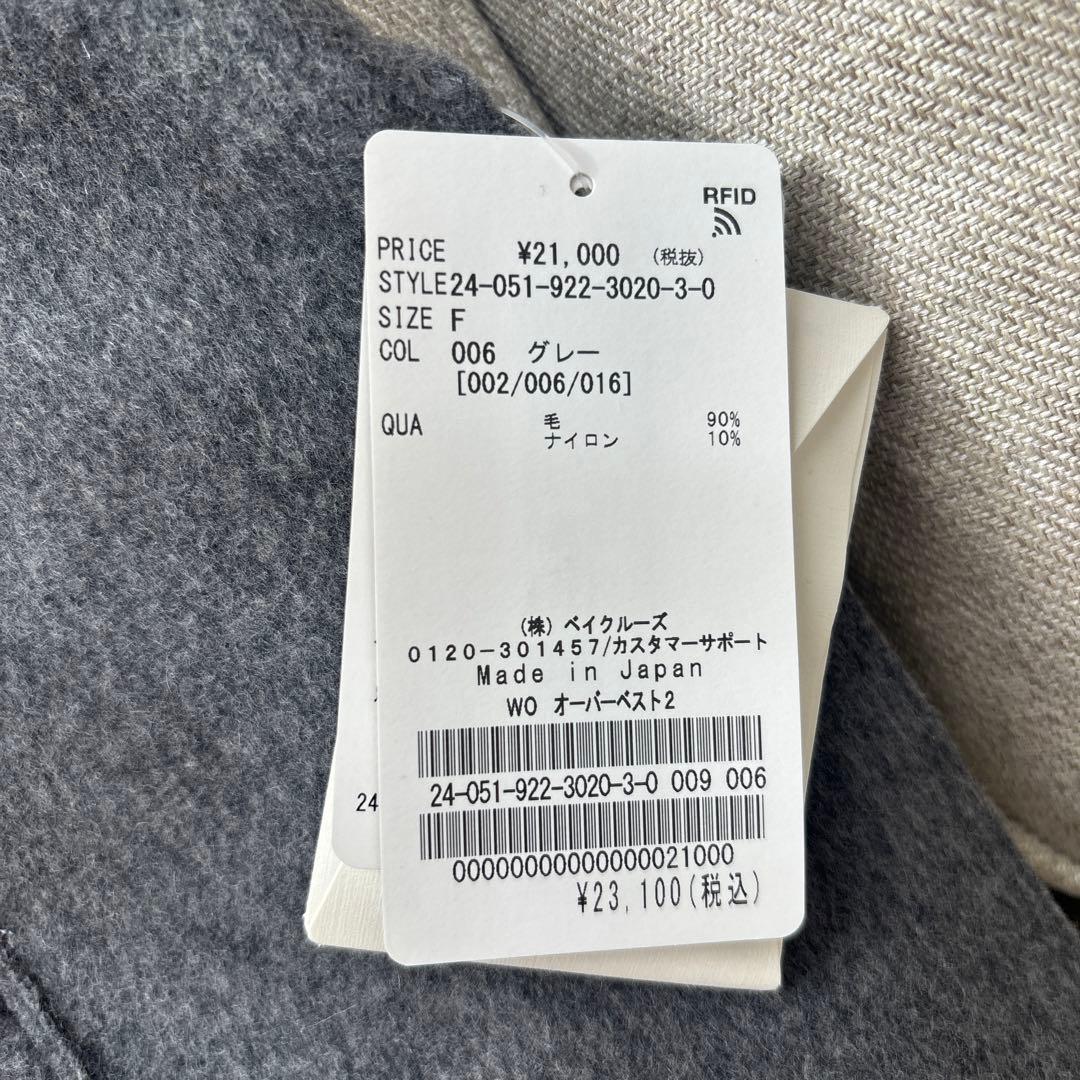 RFID
PRICE ¥21,000 (税抜)
STYLE24-051-922-3020-3-0
SIZE F
COL 006 グレー
[002/006/016]
QUA 毛 90%
ナイロン 10%
(株) ベイクルーズ
0120-301457/カスタマーサポート
Made in Japan
WO オーバーベスト2
24-051-922-3020-3-0 009 006
24
00000000000000021000
¥23,100(税込)